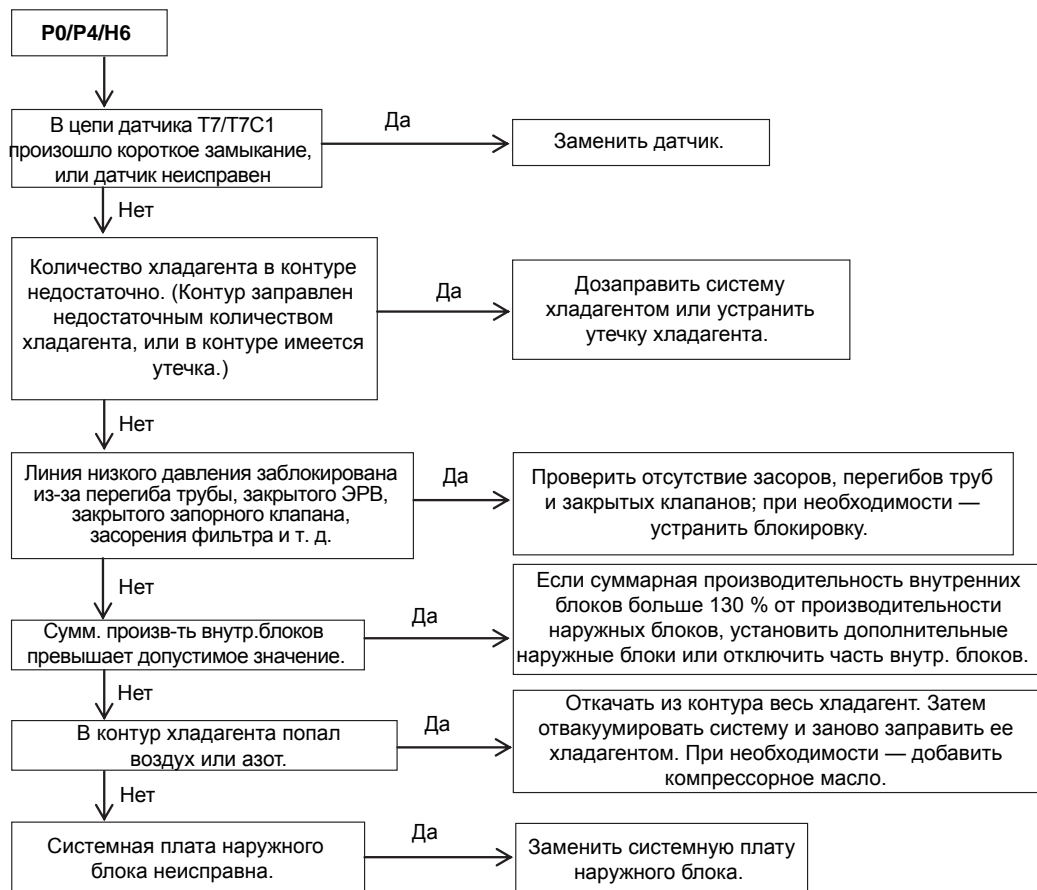 P0/P4/H6
В цепи датчика T7/T7C1
произошло короткое замыкание,
или датчик неисправен
Да
Заменить датчик.
Нет
Количество хладагента в контуре
недостаточно. (Контур заправлен
недостаточным количеством
хладагента, или в контуре имеется
утечка.)
Да
Дозаправить систему
хладагентом или устранить
утечку хладагента.
Нет
Линия низкого давления заблокирована
из-за перегиба трубы, закрытого ЭРВ,
закрытого запорного клапана,
засорения фильтра и т. д.
Да
Проверить отсутствие засоров, перегибов труб
и закрытых клапанов; при необходимости —
устранить блокировку.
Нет
Сумм. произв-ть внутр.блоков
превышает допустимое значение.
Да
Если суммарная производительность внутренних
блоков больше 130 % от производительности
наружных блоков, установить дополнительные
наружные блоки или отключить часть внутр. блоков.
Нет
В контур хладагента попал
воздух или азот.
Да
Откачать из контура весь хладагент. Затем
отвакуумировать систему и заново заправить ее
хладагентом. При необходимости — добавить
компрессорное масло.
Нет
Системная плата наружного
блока неисправна.
Да
Заменить системную плату
наружного блока.